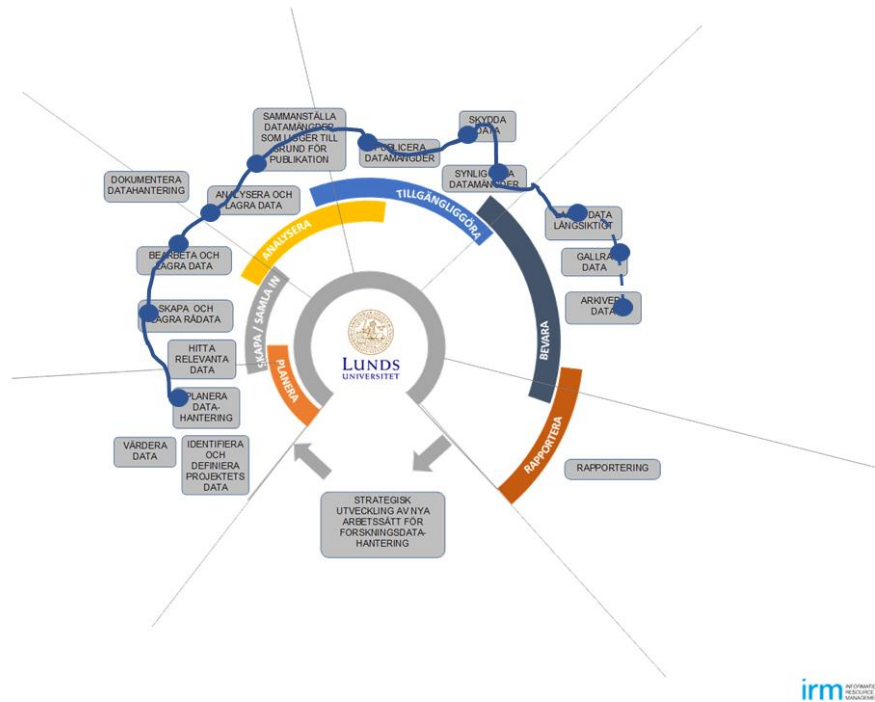 SAMMANSTÄLLA
DATAMÄNGDER
SOM LIGGER TILL
GRUND FÖR
PUBLIKATION
PUBLICERA
DATAMÄNGDER
SKYDDA
DATA
SYNLIGGÖRA
DATAMÄNGDER
DOKUMENTERA
DATAHANTERING
ANALYSERA OCH
LAGRA DATA
BEARBETA OCH
LAGRA DATA
SKAPA OCH
LAGRA RÅDATA
HITTA
RELEVANTA
DATA
PLANERA
DATA-
HANTERING
VÄRDERA
DATA
IDENTIFIERA
OCH
DEFINIERA
PROJEKTETS
DATA
DATA
LÅNGSIKTIGT
GALLRA
DATA
ARKIVERA
DATA
RAPPORTERING
PLANERA
SKAPA / SAMLA IN
ANALYSERA
TILLGÄNGLIGGÖRA
BEVARA
RAPPORTERA
LUNDS
UNIVERSITET
STRATEGISK
UTVECKLING AV NYA
ARBETSSÄTT FÖR
FORSKNINGSDATA-
HANTERING
irm
INFORMATION
RESOURCE
MANAGEMENT